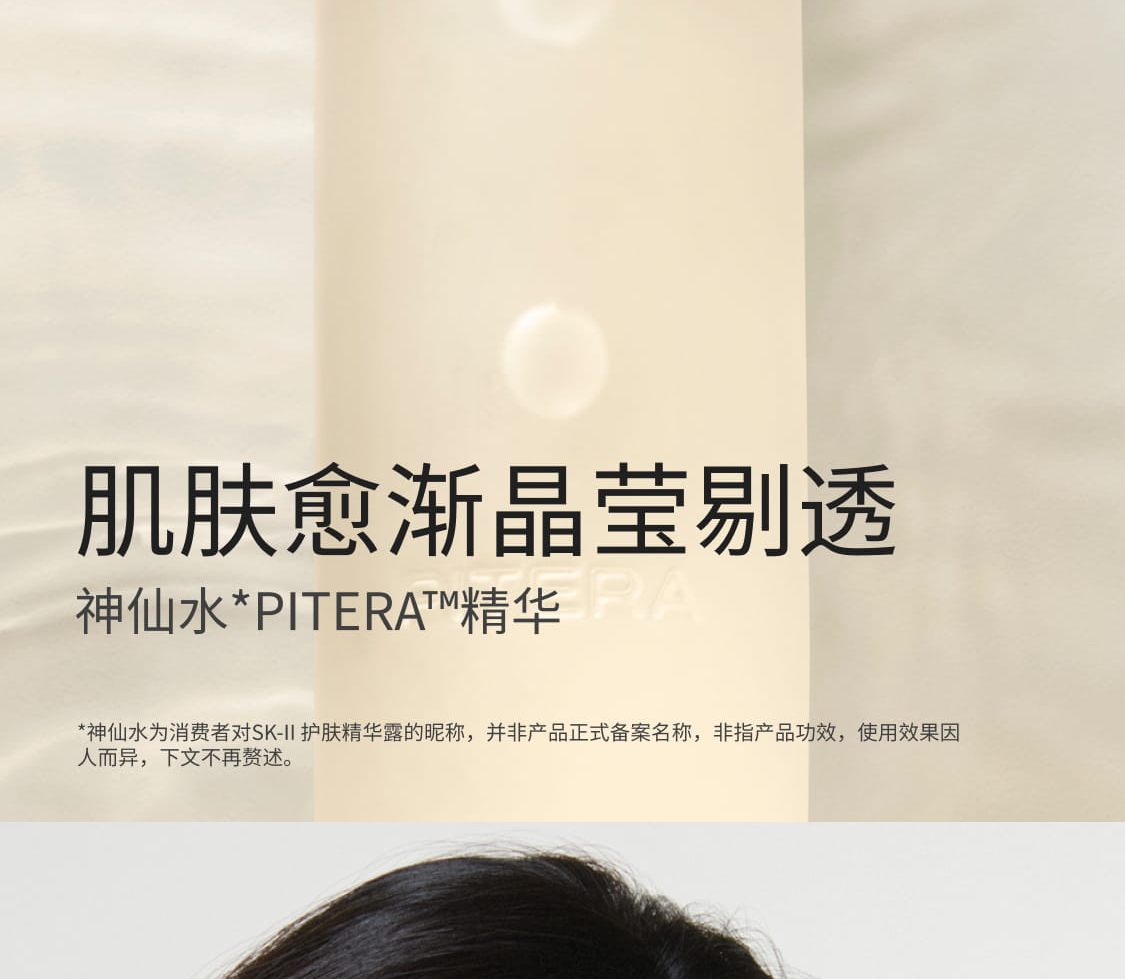 肌肤愈渐晶莹剔透
PITERA
神仙水*PITERA™精华
*神仙水为消费者对SK-II 护肤精华露的昵称，并非产品正式备案名称，非指产品功效，使用效果因
人而异，下文不再赘述。